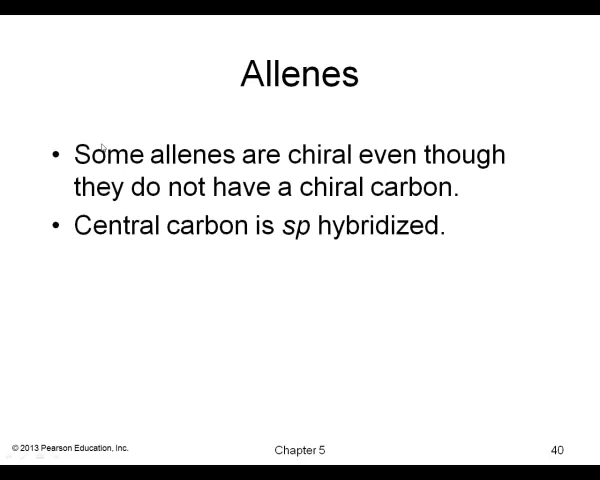 Allenes
• Some allenes are chiral even though
they do not have a chiral carbon.
• Central carbon is sp hybridized.
© 2013 Pearson Education, Inc.
Chapter 5
40